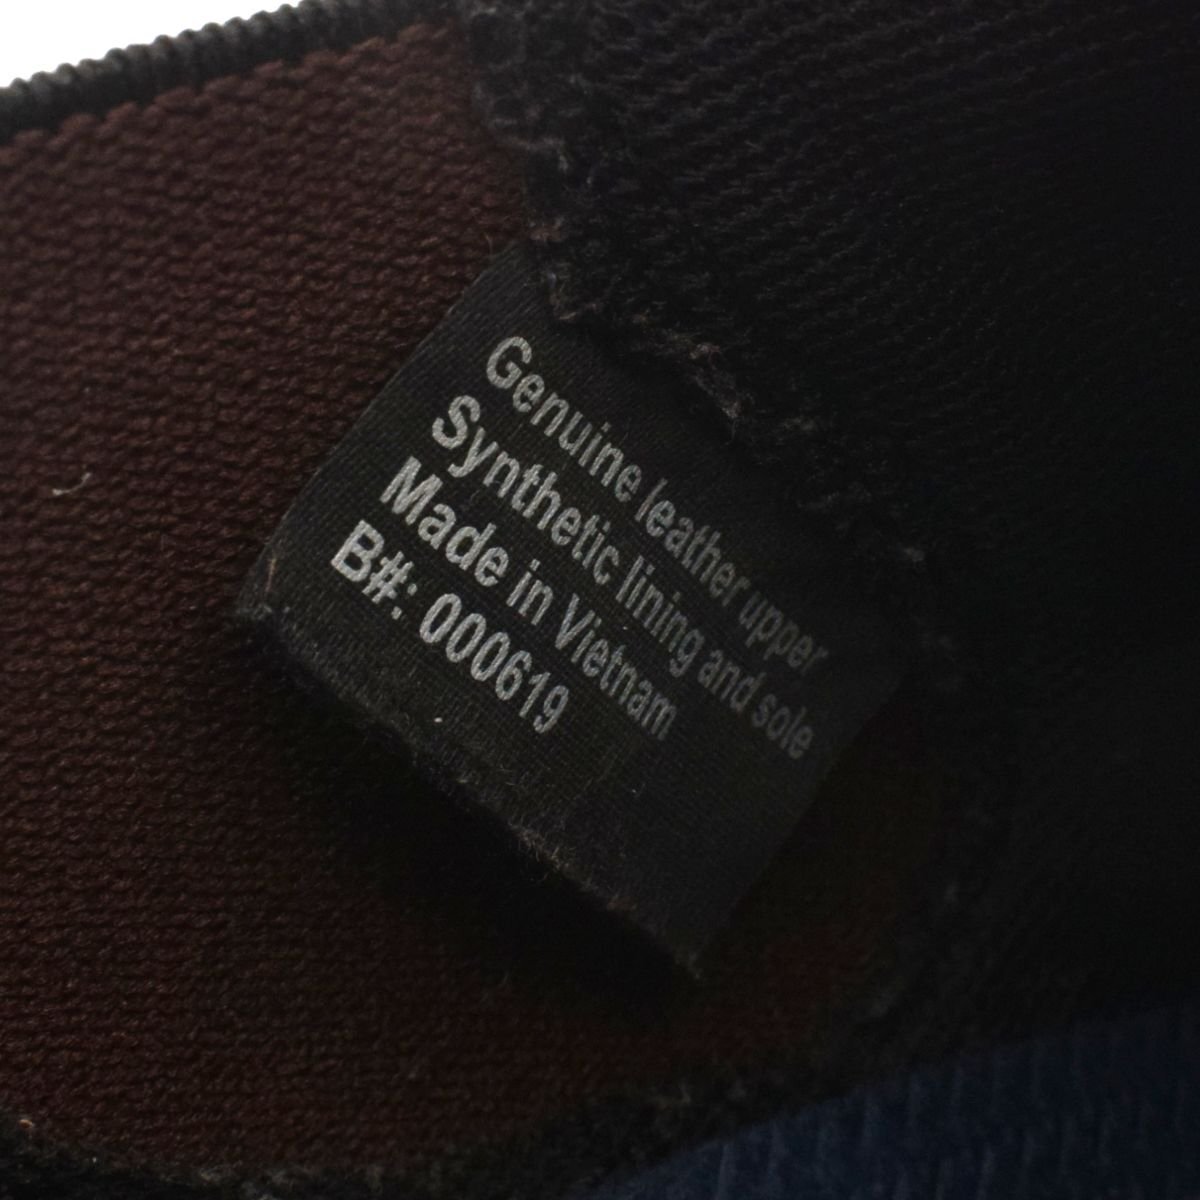 Genuine leather upper
Synthetic lining and sole
Made in Vietnam
B#: 000619